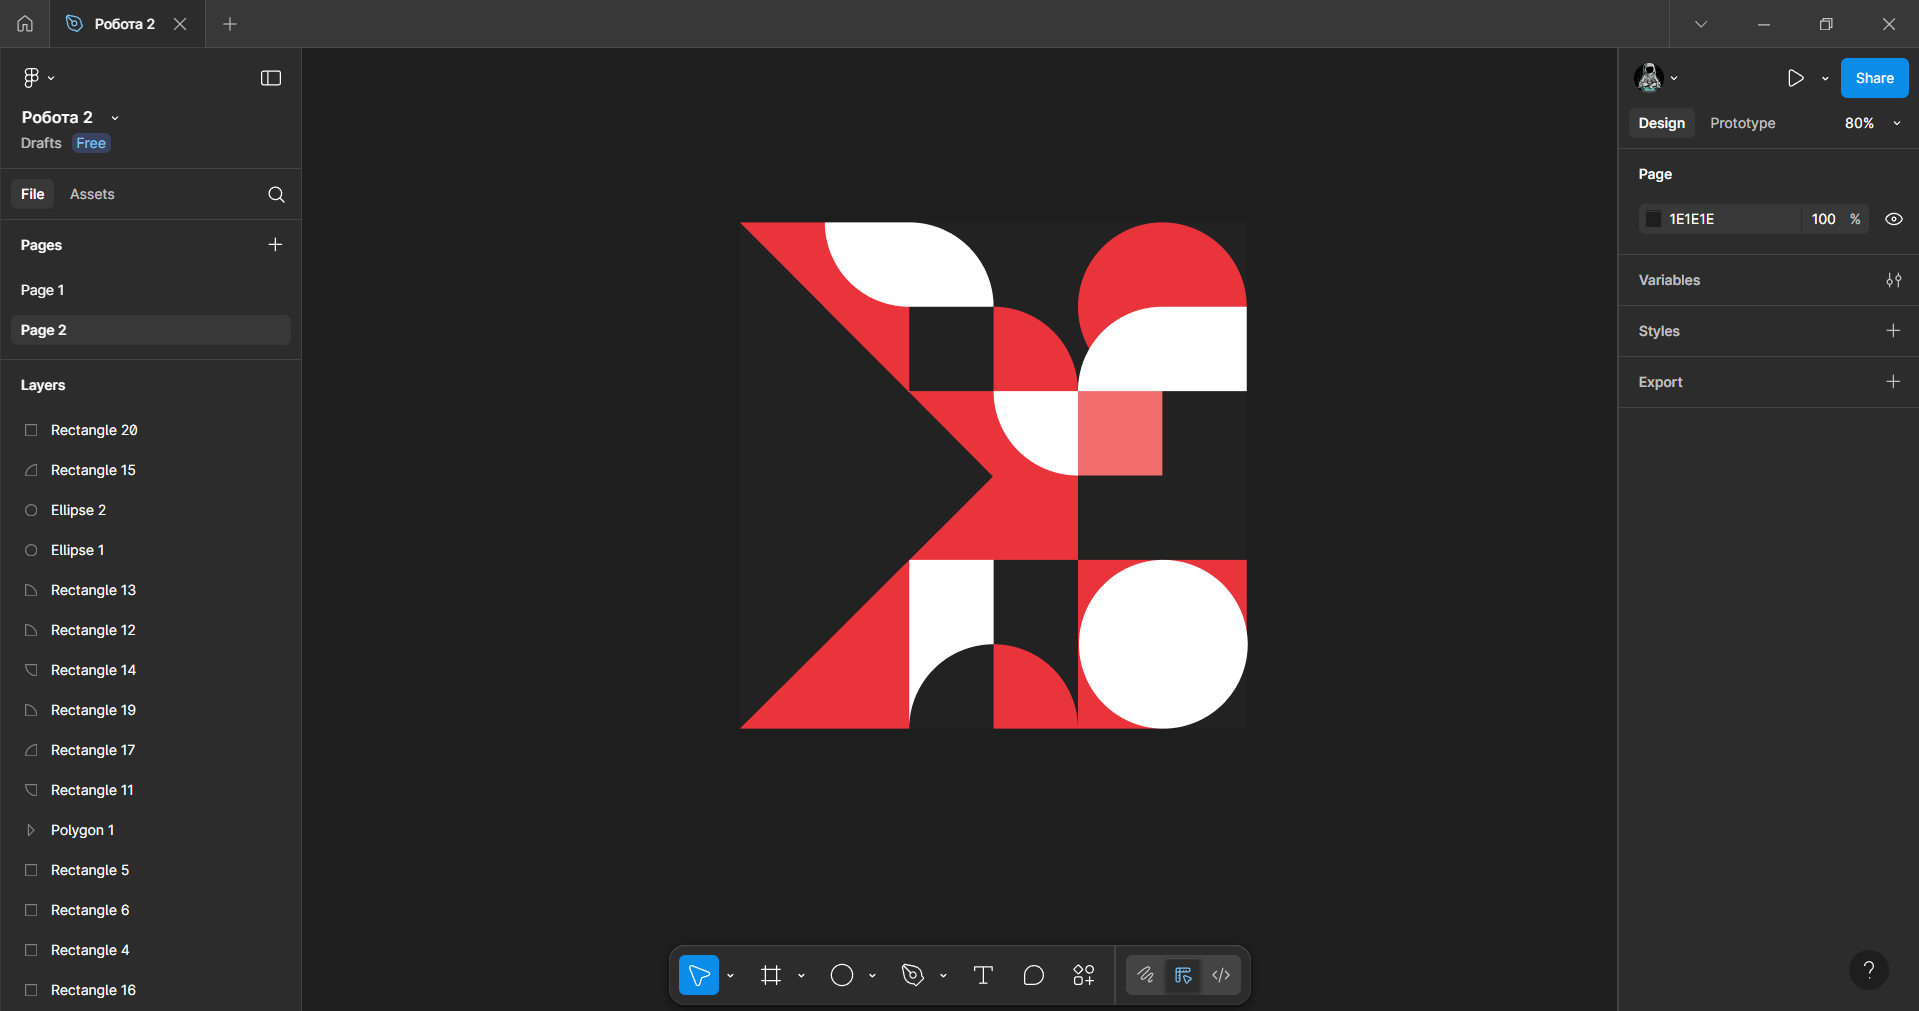 Робота 2
Робота 2
Drafts Free
File Assets
Pages
Page 1
Page 2
Layers
Rectangle 20
Rectangle 15
Ellipse 2
Ellipse 1
Rectangle 13
Rectangle 12
Rectangle 14
Rectangle 19
Rectangle 17
Rectangle 11
Polygon 1
Rectangle 5
Rectangle 6
Rectangle 4
Rectangle 16
Share
Design Prototype 80%
Page
1E1E1E 100 %
Variables
Styles
Export
?